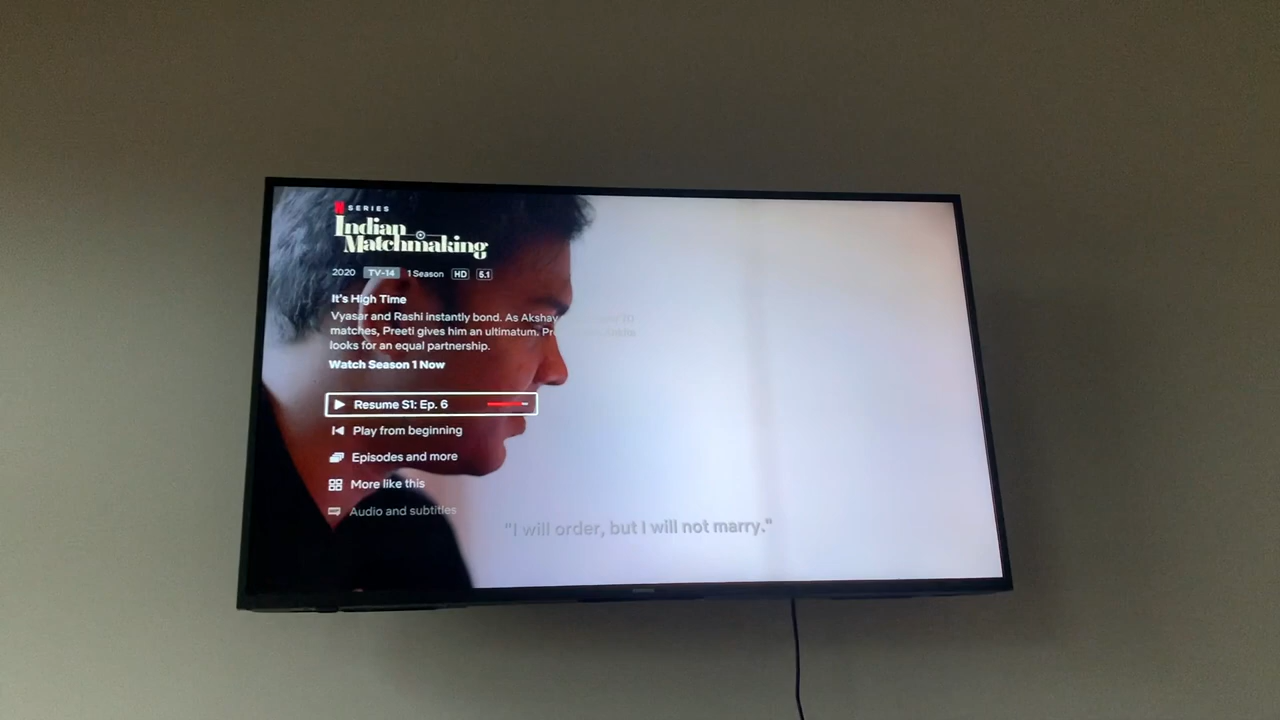 SERIES
Indian
Matchmaking
2020 TV-14 1 Season HD 5.1
It's High Time
Vyasar and Rashi instantly bond. As Akshay
matches, Preeti gives him an ultimatum.
looks for an equal partnership.
Watch Season 1 Now
Resume S1: Ep. 6
Play from beginning
Episodes and more
More like this
Audio and subtitles
"I will order, but I will not marry."